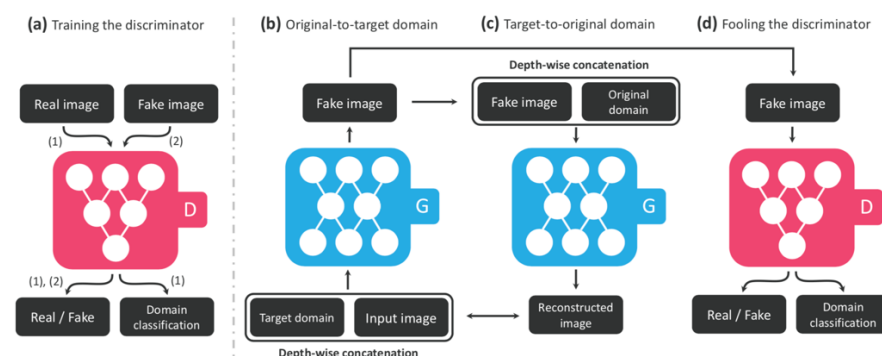 (a) Training the discriminator
(b) Original-to-target domain
(c) Target-to-original domain
(d) Fooling the discriminator
Real image
Fake image
(1)
(2)
D
(1), (2)
(1)
Real / Fake
Domain
classification
Fake image
G
Target domain
Input image
Depth-wise concatenation
Depth-wise concatenation
Fake image
Original
domain
G
Reconstructed
image
Fake image
D
Real / Fake
Domain
classification